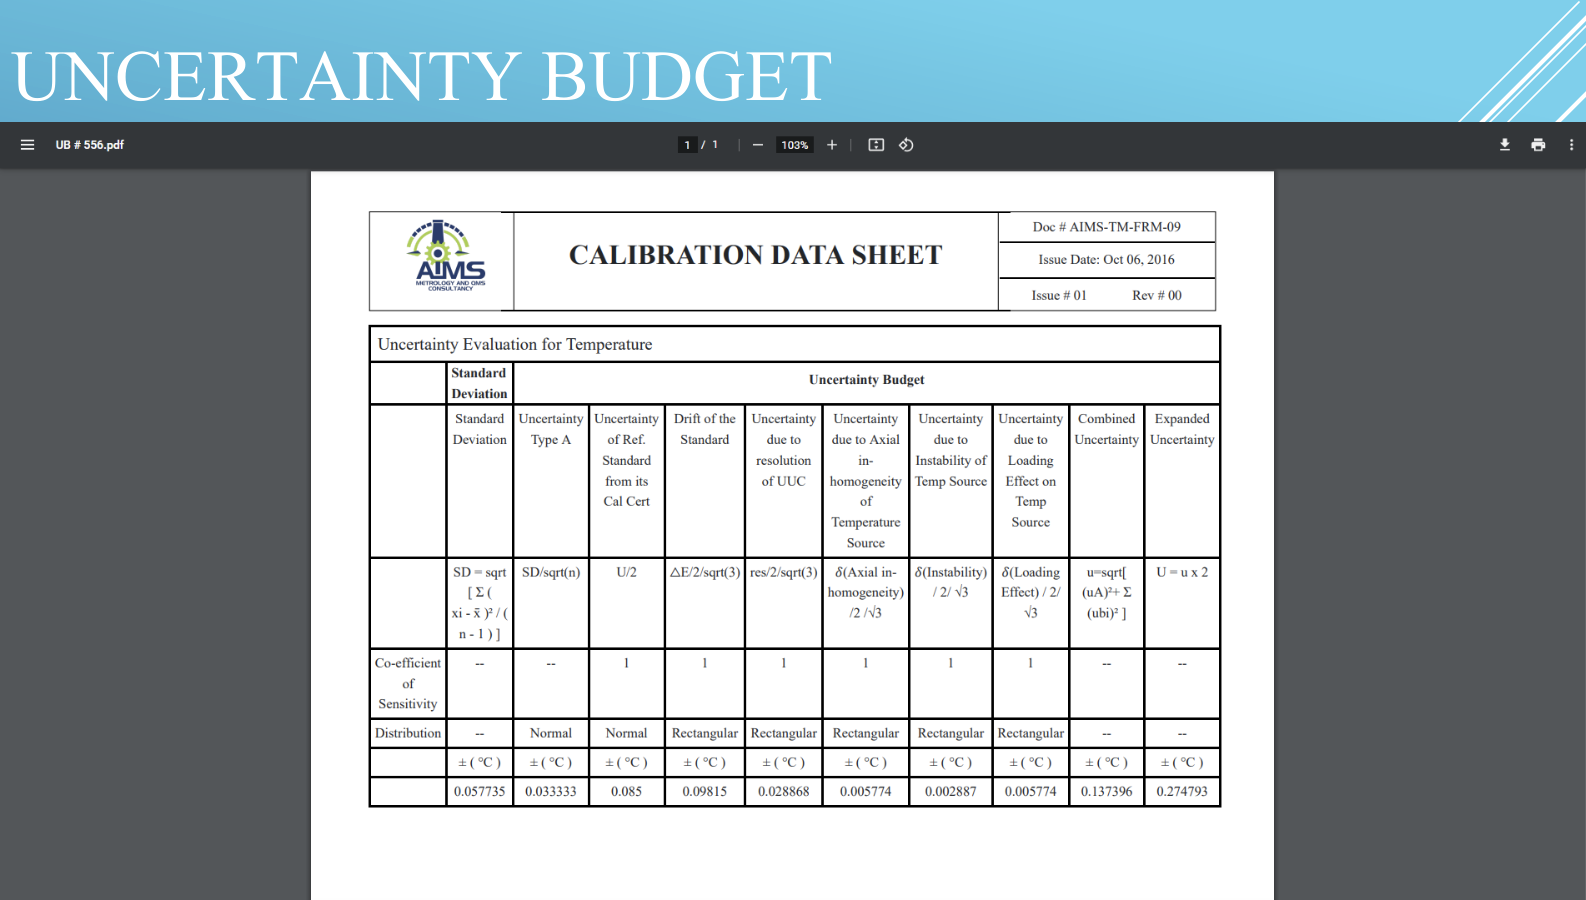 UNCERTAINTY BUDGET
UB # 556.pdf
1 / 1
103%
AIMS
METROLOGY AND QMS
CONSULTANCY
CALIBRATION DATA SHEET
Doc # AIMS-TM-FRM-09
Issue Date: Oct 06, 2016
Issue # 01 Rev # 00
Uncertainty Evaluation for Temperature
Standard
Deviation
Uncertainty Budget
Standard
Deviation
Uncertainty
Type A
Uncertainty
of Ref.
Standard
from its
Cal Cert
Drift of the
Standard
Uncertainty
due to
resolution
of UUC
Uncertainty
due to Axial
in-
homogeneity
of
Temperature
Source
Uncertainty
due to
Instability of
Temp Source
Uncertainty
due to
Loading
Effect on
Temp
Source
Combined
Uncertainty
Expanded
Uncertainty
SD = sqrt
[ Σ (
xi - x̄ )² / (
n - 1 ) ]
SD/sqrt(n)
U/2
△E/2/sqrt(3)
res/2/sqrt(3)
δ(Axial in-
homogeneity)
/2 /√3
δ(Instability)
/ 2/ √3
δ(Loading
Effect) / 2/
√3
u=sqrt[
(uA)²+ Σ
(ubi)² ]
U = u x 2
Co-efficient
of
Sensitivity
-- -- 1 1 1 1 1 1 -- --
Distribution -- Normal Normal Rectangular Rectangular Rectangular Rectangular Rectangular -- --
± ( °C ) ± ( °C ) ± ( °C ) ± ( °C ) ± ( °C ) ± ( °C ) ± ( °C ) ± ( °C ) ± ( °C ) ± ( °C )
0.057735 0.033333 0.085 0.09815 0.028868 0.005774 0.002887 0.005774 0.137396 0.274793